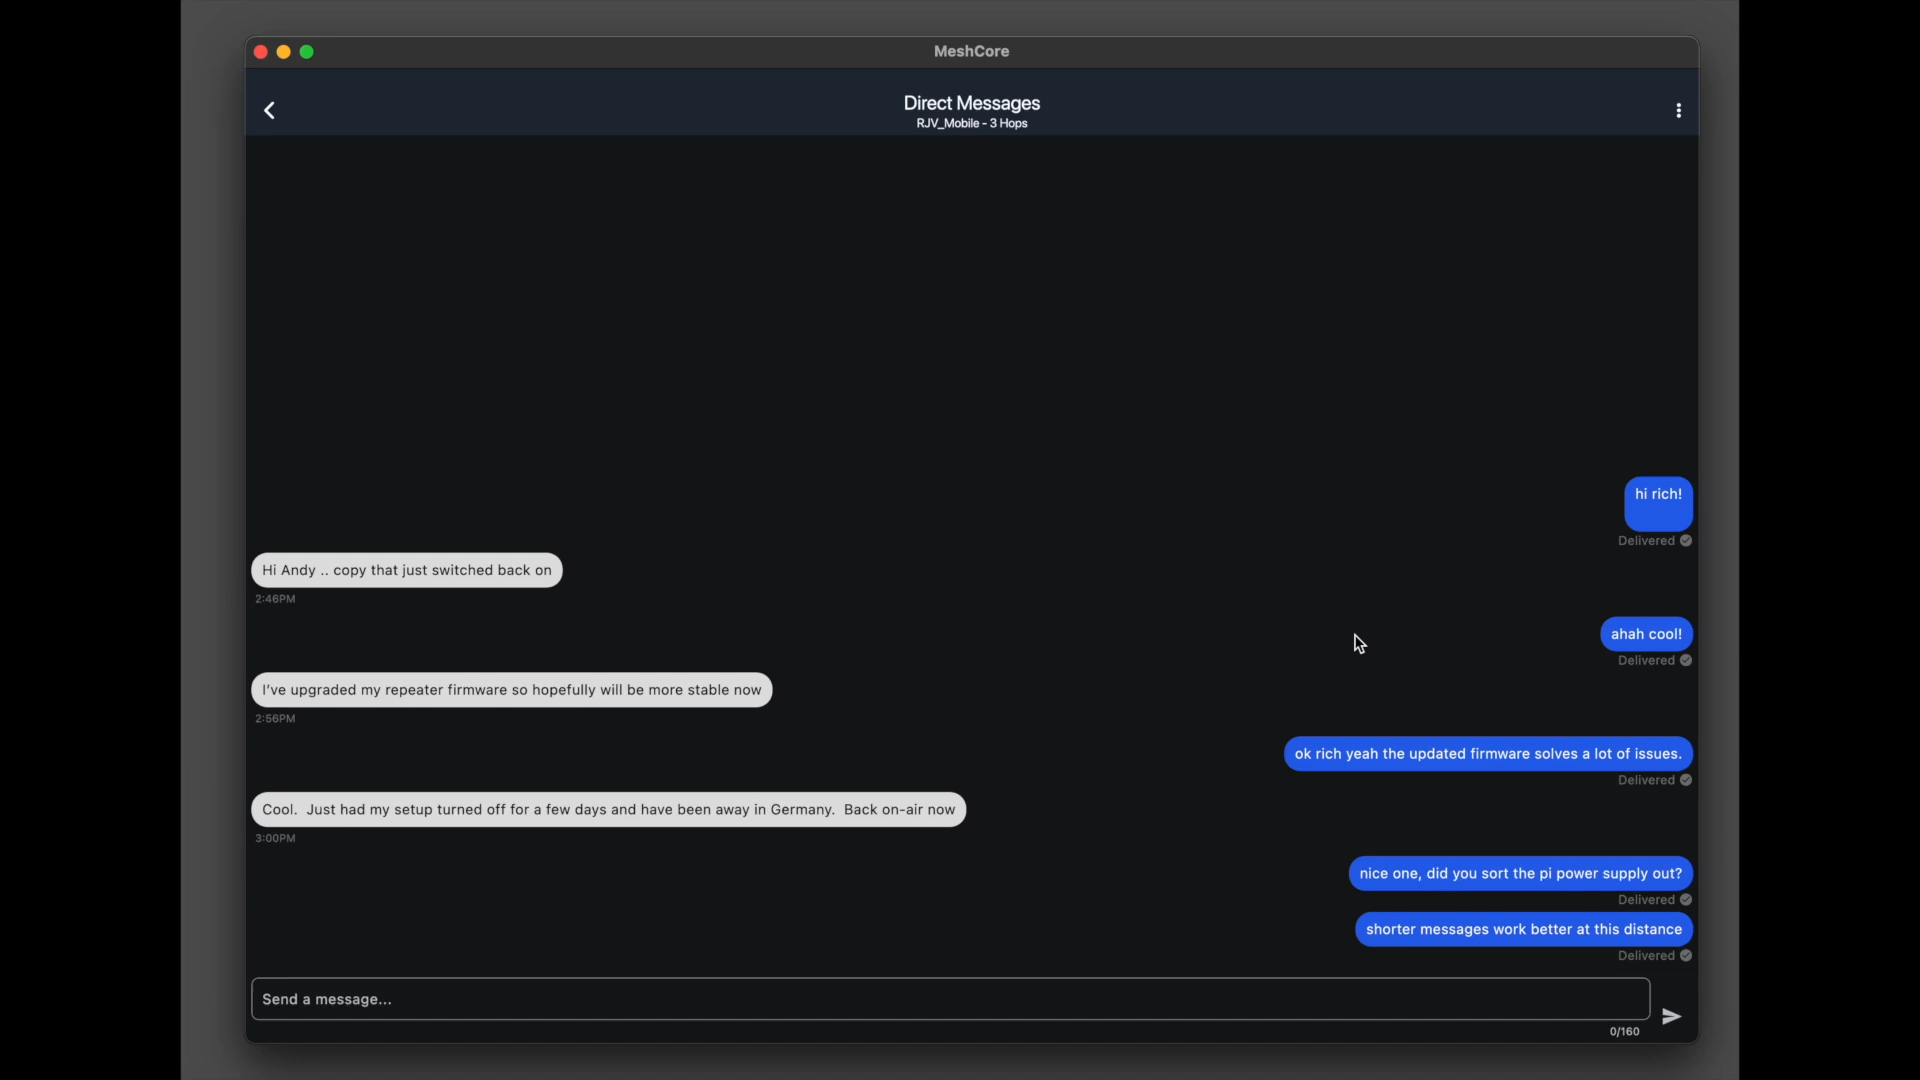 MeshCore
Direct Messages
RJV_Mobile - 3 Hops
hi rich!
Delivered
Hi Andy .. copy that just switched back on
2:46PM
ahah cool!
Delivered
I've upgraded my repeater firmware so hopefully will be more stable now
2:56PM
ok rich yeah the updated firmware solves a lot of issues.
Delivered
Cool.  Just had my setup turned off for a few days and have been away in Germany.  Back on-air now
3:00PM
nice one, did you sort the pi power supply out?
Delivered
shorter messages work better at this distance
Delivered
Send a message...
0/160